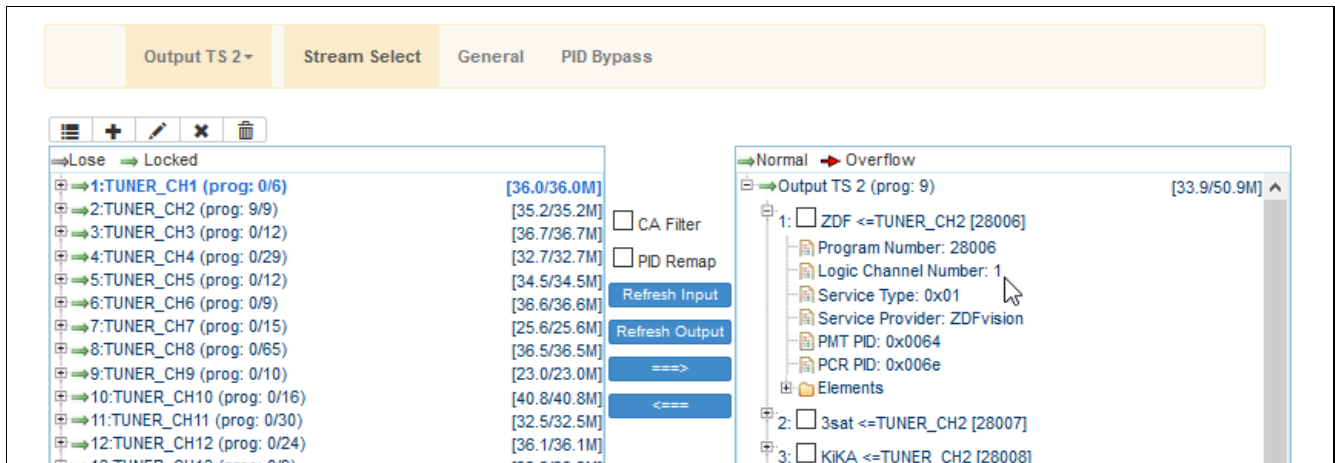 Output TS 2 Stream Select General PID Bypass
Lose Locked
1:TUNER_CH1 (prog: 0/6) [36.0/36.0M]
2:TUNER_CH2 (prog: 9/9) [35.2/35.2M]
3:TUNER_CH3 (prog: 0/12) [36.7/36.7M]
4:TUNER_CH4 (prog: 0/29) [32.7/32.7M]
5:TUNER_CH5 (prog: 0/12) [34.5/34.5M]
6:TUNER_CH6 (prog: 0/9) [36.6/36.6M]
7:TUNER_CH7 (prog: 0/15) [25.6/25.6M]
8:TUNER_CH8 (prog: 0/65) [36.5/36.5M]
9:TUNER_CH9 (prog: 0/10) [23.0/23.0M]
10:TUNER_CH10 (prog: 0/16) [40.8/40.8M]
11:TUNER_CH11 (prog: 0/30) [32.5/32.5M]
12:TUNER_CH12 (prog: 0/24) [36.1/36.1M]
CA Filter
PID Remap
Refresh Input
Refresh Output
===>
<===
Normal Overflow
Output TS 2 (prog: 9) [33.9/50.9M]
1: ZDF <=TUNER_CH2 [28006]
Program Number: 28006
Logic Channel Number: 1
Service Type: 0x01
Service Provider: ZDFvision
PMT PID: 0x0064
PCR PID: 0x006e
Elements
2: 3sat <=TUNER_CH2 [28007]
3: KiKA <=TUNER_CH2 [28008]